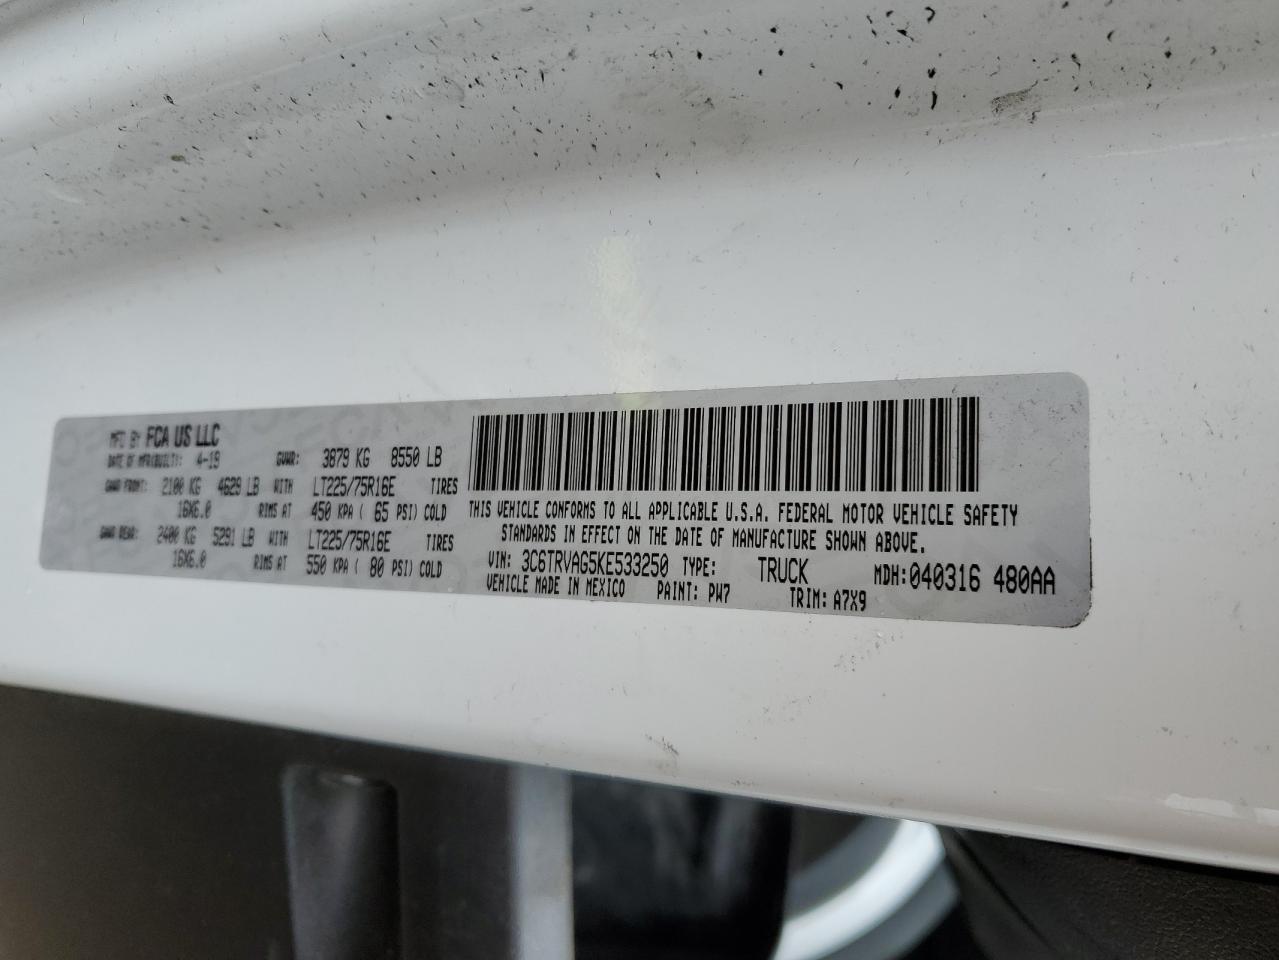 MFD BY FCA US LLC
DATE OF MFR(BUILT): 4-19 GVWR: 3879 KG 8550 LB
GAWR FRONT: 2100 KG 4629 LB WITH LT225/75R16E TIRES
16X6.0 RIMS AT 450 KPA ( 65 PSI) COLD
GAWR REAR: 2400 KG 5291 LB WITH LT225/75R16E TIRES
16X6.0 RIMS AT 550 KPA ( 80 PSI) COLD
THIS VEHICLE CONFORMS TO ALL APPLICABLE U.S.A. FEDERAL MOTOR VEHICLE SAFETY
STANDARDS IN EFFECT ON THE DATE OF MANUFACTURE SHOWN ABOVE.
VIN: 3C6TRVAG5KE533250 TYPE: TRUCK MDH:040316 480AA
VEHICLE MADE IN MEXICO PAINT: PW7 TRIM: A7X9